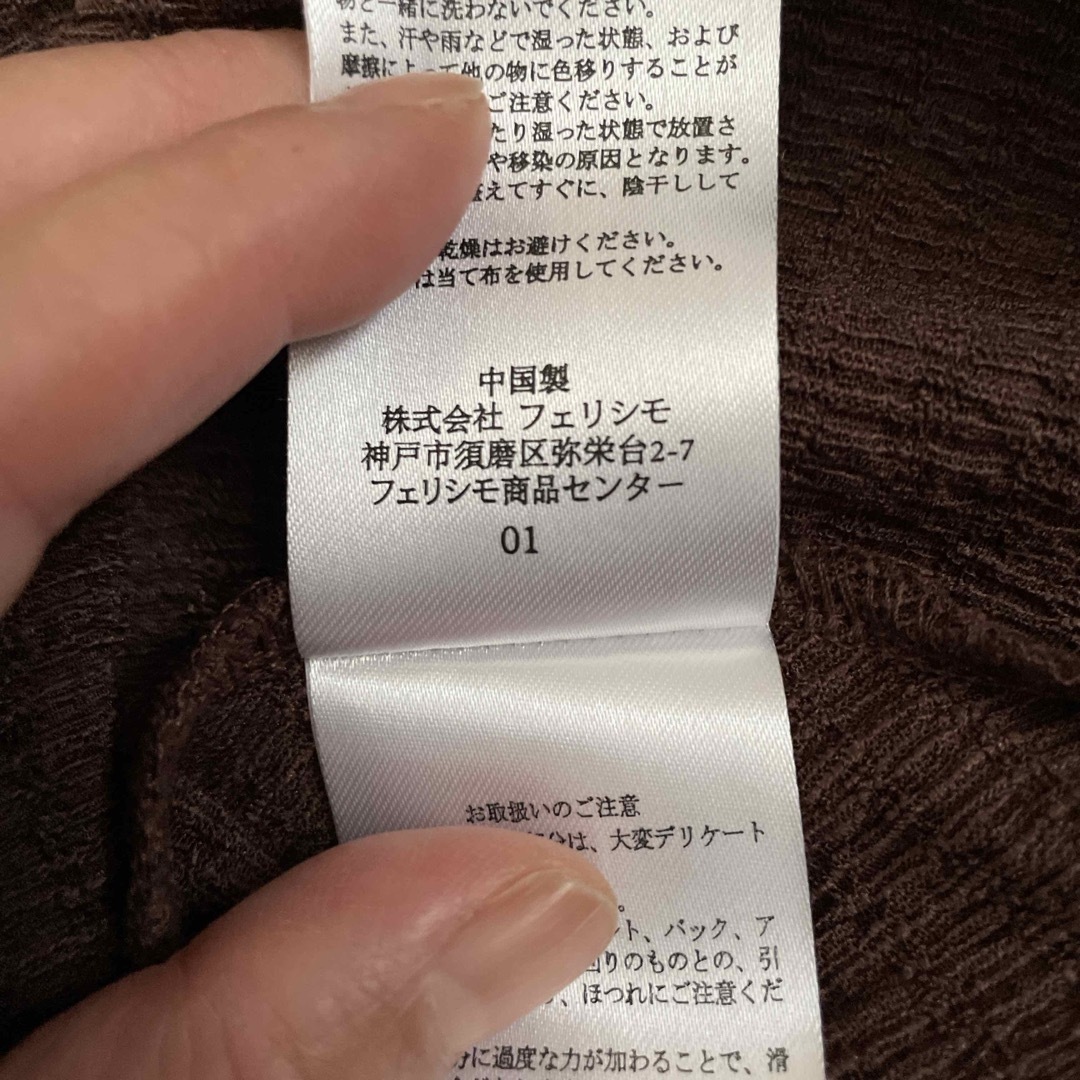 物と一緒に洗わないでください。
また、汗や雨などで湿った状態、および
摩擦によって他の物に色移りすることが
ご注意ください。
たり湿った状態で放置さ
や移染の原因となります。
えてすぐに、陰干しして
乾燥はお避けください。
は当て布を使用してください。
中国製
株式会社 フェリシモ
神戸市須磨区弥栄台2-7
フェリシモ商品センター
01
お取扱いのご注意
分は、大変デリケート
。
ト、バック、ア
回りのものとの、引
、ほつれにご注意くだ
分に過度な力が加わることで、滑